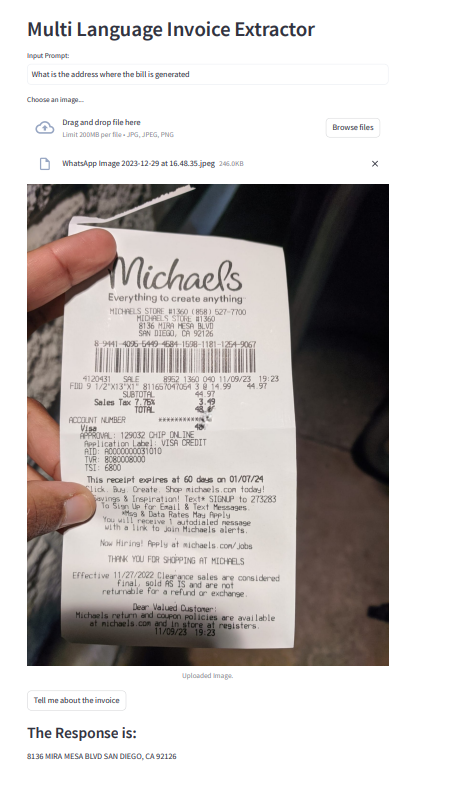 Multi Language Invoice Extractor
Input Prompt:
What is the address where the bill is generated
Choose an image...
Drag and drop file here
Limit 200MB per file • JPG, JPEG, PNG
Browse files
WhatsApp Image 2023-12-29 at 16.48.35.jpeg 246.0KB
Michaels
Everything to create anything
MICHAELS STORE #1360 (858) 527-7700
MICHAELS STORE #1360
8136 MIRA MESA BLVD
SAN DIEGO, CA 92126
8-9441-4095-5449-4684-1598-1181-1254-9067
4120431 SALE 8952 1360 040 11/09/23 19:23
FDD 9 1/2"X13"X1" 811657047054 3 @ 14.99 44.97
SUBTOTAL 44.97
Sales Tax 7.75% 3.49
TOTAL
ACCOUNT NUMBER
Visa
APPROVAL: 129032 CHIP ONLINE
Application Label: VISA CREDIT
AID: A0000000031010
TVR: 8080008000
TSI: 6800
This receipt expires at 60 days on 01/07/24
Click. Buy. Create. Shop michaels.com today!
Savings & Inspiration! Text* SIGNUP to 273283
To Sign Up for Email & Text Messages.
*Msg & Data Rates May Apply
You will receive 1 autodialed message
with a link to join Michaels alerts.
Now Hiring! Apply at michaels.com/jobs
THANK YOU FOR SHOPPING AT MICHAELS
Effective 11/27/2022 Clearance sales are considered
final, sold AS IS and are not
returnable for a refund or exchange.
Dear Valued Customer:
Michaels return and coupon policies are available
at michaels.com and in store at registers.
11/09/23 19:23
Uploaded Image.
Tell me about the invoice
The Response is:
8136 MIRA MESA BLVD SAN DIEGO, CA 92126